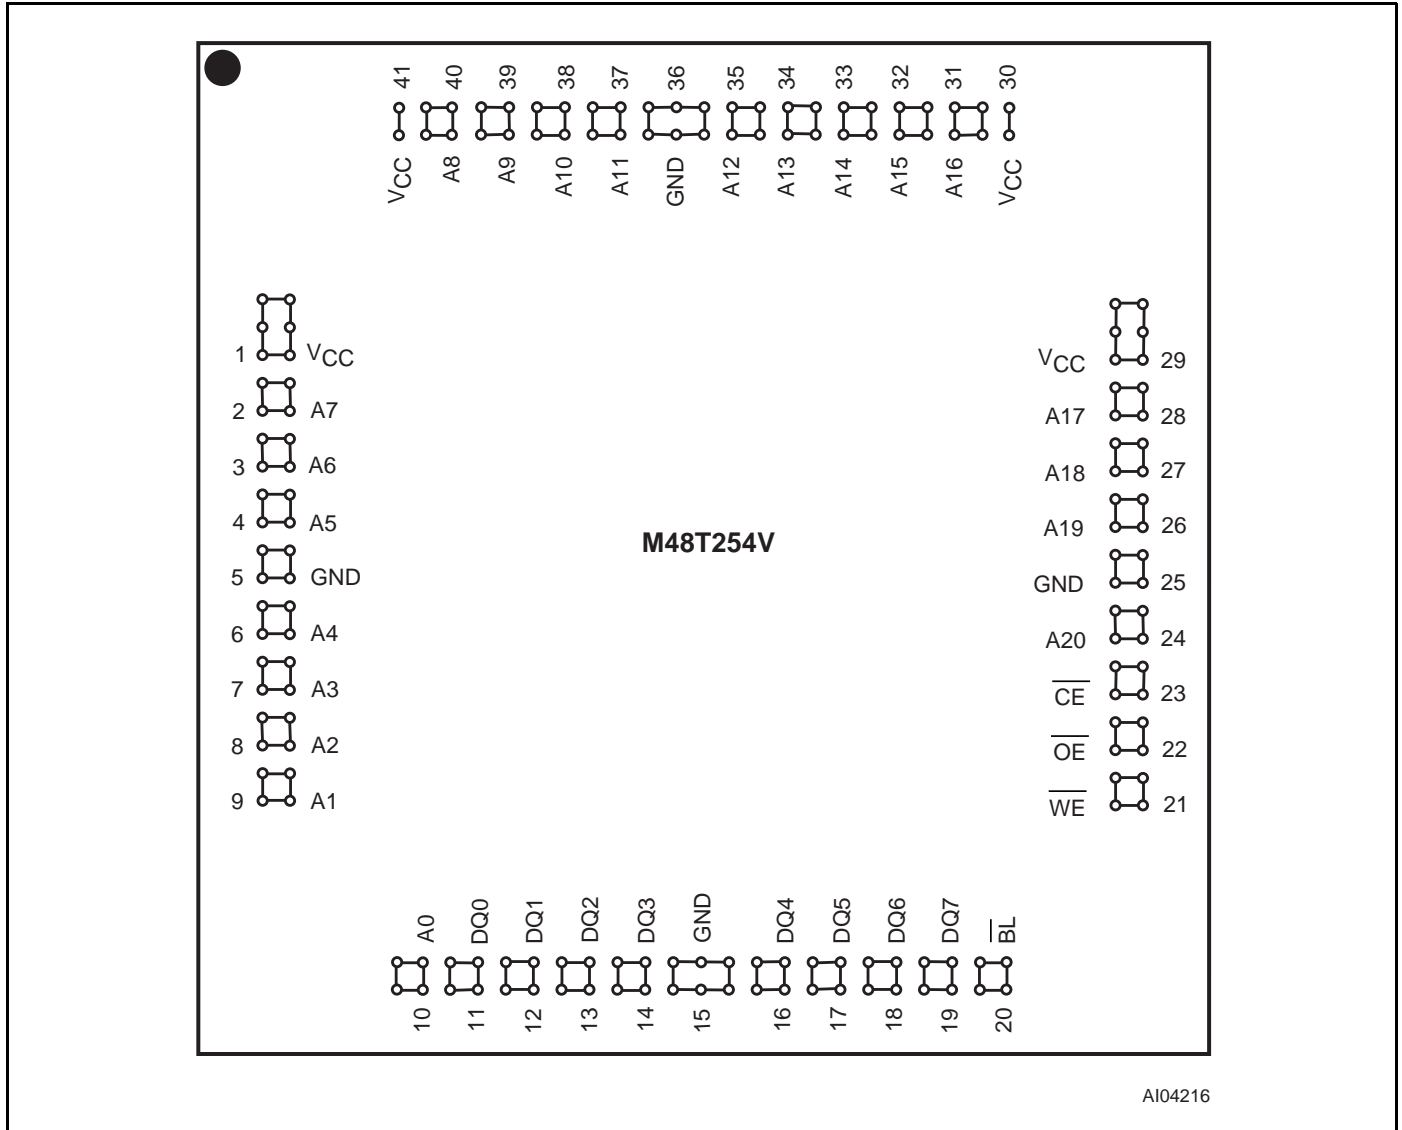 41 40 39 38 37 36 35 34 33 32 31 30
VCC A8 A9 A10 A11 GND A12 A13 A14 A15 A16 VCC
1 VCC
VCC 29
2 A7
A17 28
3 A6
A18 27
4 A5
A19 26
M48T254V
5 GND
GND 25
6 A4
A20 24
7 A3
C̅E̅ 23
8 A2
O̅E̅ 22
9 A1
W̅E̅ 21
A0 DQ0 DQ1 DQ2 DQ3 GND DQ4 DQ5 DQ6 DQ7 B̅L̅
10 11 12 13 14 15 16 17 18 19 20
AI04216